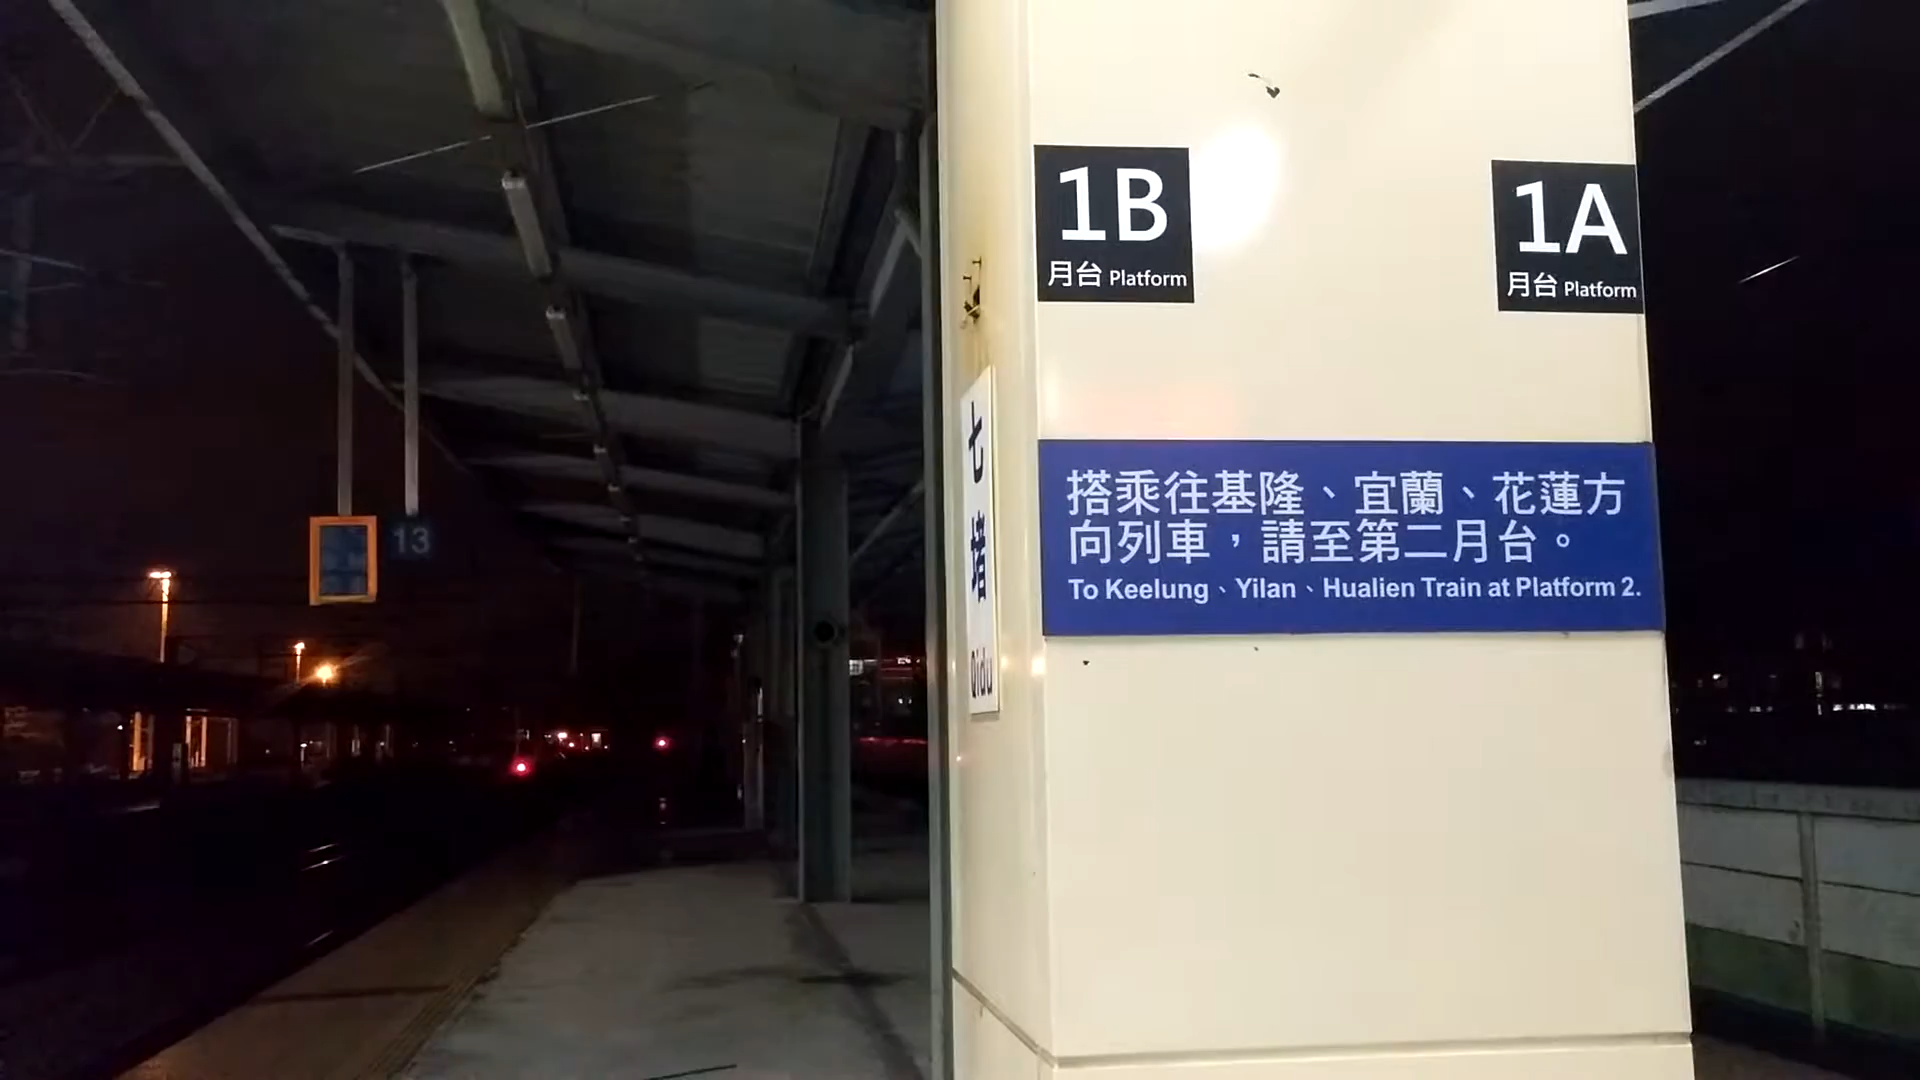 1B
月台 Platform
1A
月台 Platform
七堵
Qidu
搭乘往基隆、宜蘭、花蓮方
向列車，請至第二月台。
To Keelung、Yilan、Hualien Train at Platform 2.
13